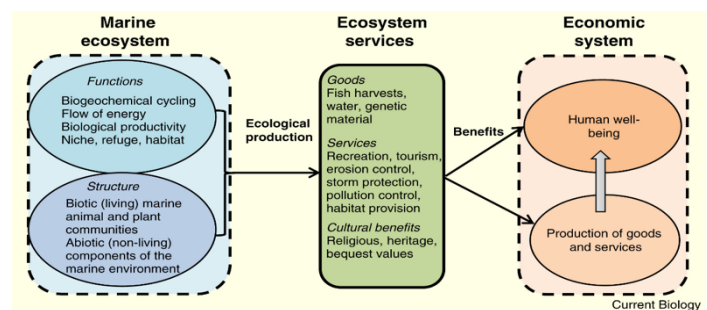 Marine
ecosystem
Functions
Biogeochemical cycling
Flow of energy
Biological productivity
Niche, refuge, habitat
Structure
Biotic (living) marine
animal and plant
communities
Abiotic (non-living)
components of the
marine environment
Ecological
production
Ecosystem
services
Goods
Fish harvests,
water, genetic
material
Services
Recreation, tourism,
erosion control,
storm protection,
pollution control,
habitat provision
Cultural benefits
Religious, heritage,
bequest values
Benefits
Economic
system
Human well-
being
Production of goods
and services
Current Biology